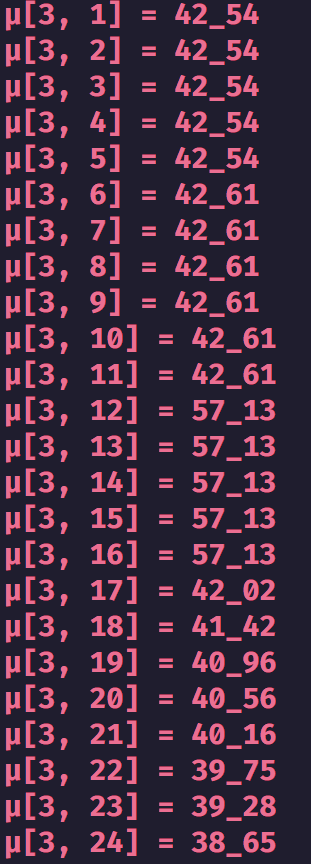 μ[3, 1] = 42_54
μ[3, 2] = 42_54
μ[3, 3] = 42_54
μ[3, 4] = 42_54
μ[3, 5] = 42_54
μ[3, 6] = 42_61
μ[3, 7] = 42_61
μ[3, 8] = 42_61
μ[3, 9] = 42_61
μ[3, 10] = 42_61
μ[3, 11] = 42_61
μ[3, 12] = 57_13
μ[3, 13] = 57_13
μ[3, 14] = 57_13
μ[3, 15] = 57_13
μ[3, 16] = 57_13
μ[3, 17] = 42_02
μ[3, 18] = 41_42
μ[3, 19] = 40_96
μ[3, 20] = 40_56
μ[3, 21] = 40_16
μ[3, 22] = 39_75
μ[3, 23] = 39_28
μ[3, 24] = 38_65